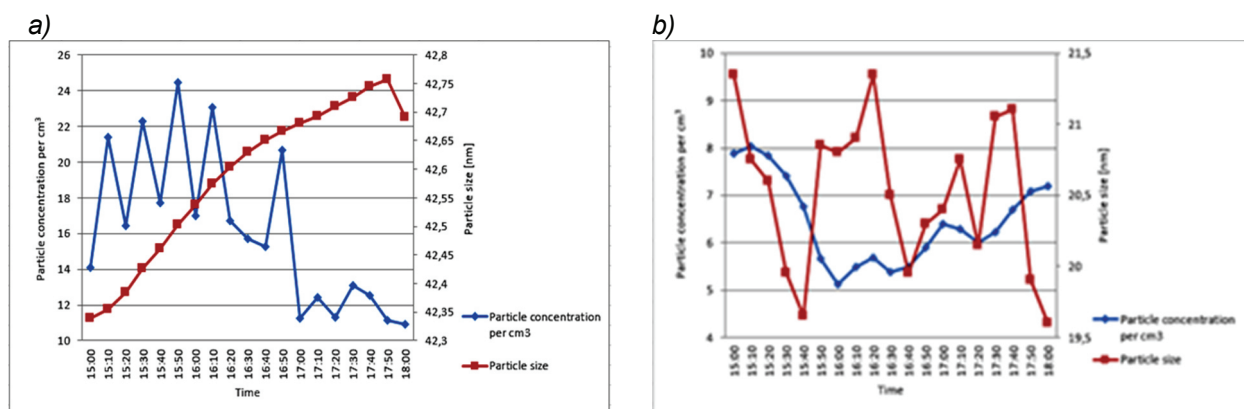 a)
26
24
22
20
18
16
14
12
10
Particle concentration per cm³
42,8
42,75
42,7
42,65
42,6
42,55
42,5
42,45
42,4
42,35
42,3
Particle size [nm]
15:00 15:10 15:20 15:30 15:40 15:50 16:00 16:10 16:20 16:30 16:40 16:50 17:00 17:10 17:20 17:30 17:40 17:50 18:00
Time
Particle concentration
per cm3
Particle size
b)
10
9
8
7
6
5
4
Particle concentration per cm³
21,5
21
20,5
20
19,5
Particle size [nm]
15:00 15:10 15:20 15:30 15:40 15:50 16:00 16:10 16:20 16:30 16:40 16:50 17:00 17:10 17:20 17:30 17:40 17:50 18:00
Time
Particle concentration
per cm3
Particle size